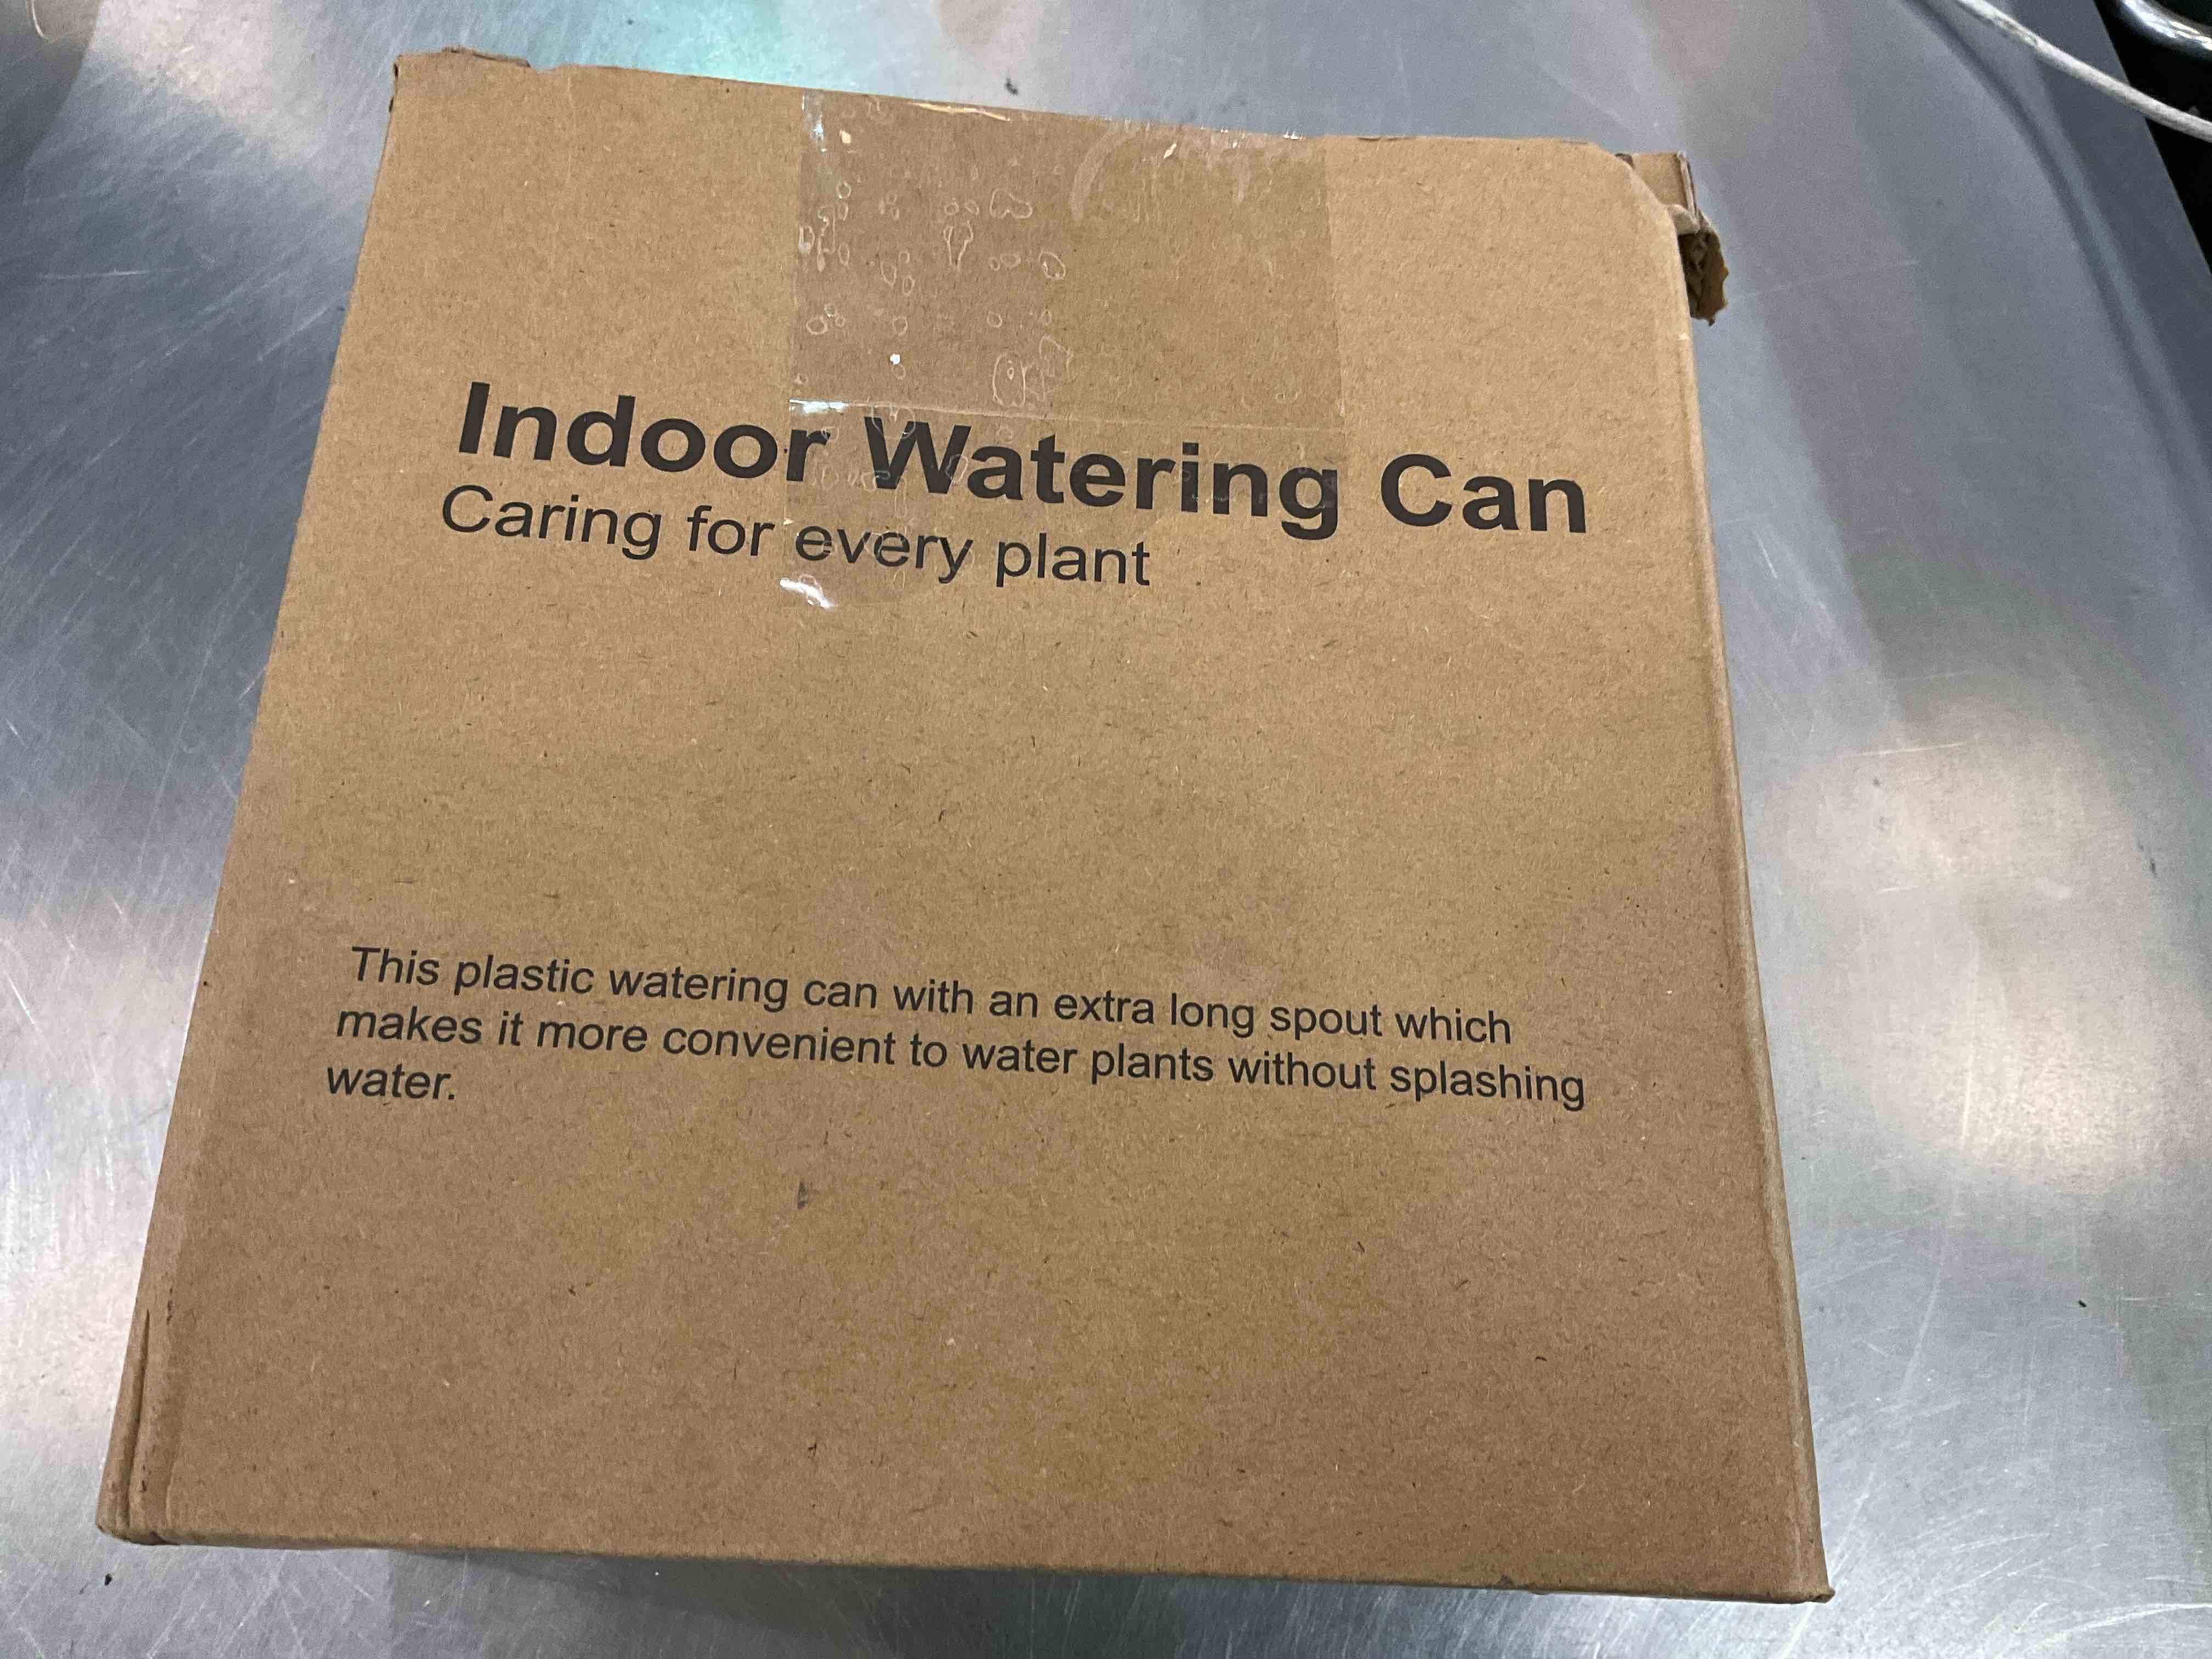 Indoor Watering Can
Caring for every plant
This plastic watering can with an extra long spout which
makes it more convenient to water plants without splashing
water.